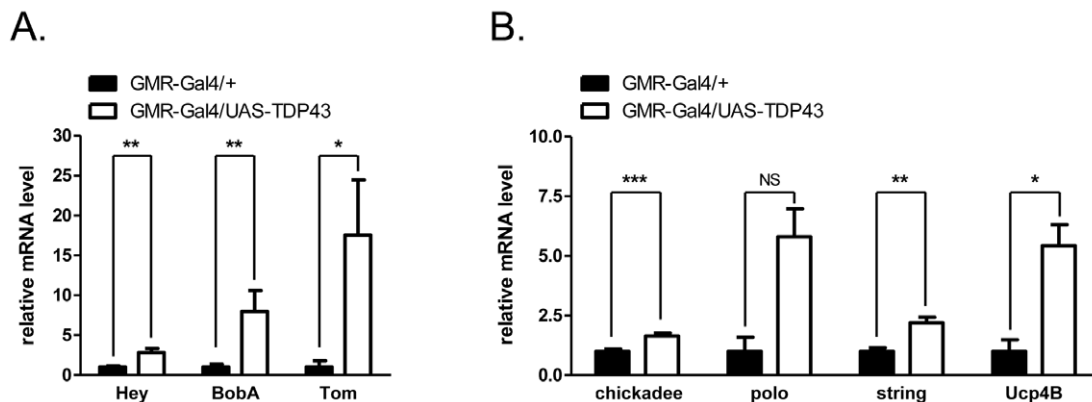 A.
GMR-Gal4/+
GMR-Gal4/UAS-TDP43
relative mRNA level
30
25
20
15
10
5
0
**
**
*
Hey BobA Tom
B.
GMR-Gal4/+
GMR-Gal4/UAS-TDP43
relative mRNA level
10.0
7.5
5.0
2.5
0.0
***
NS
**
*
chickadee polo string Ucp4B